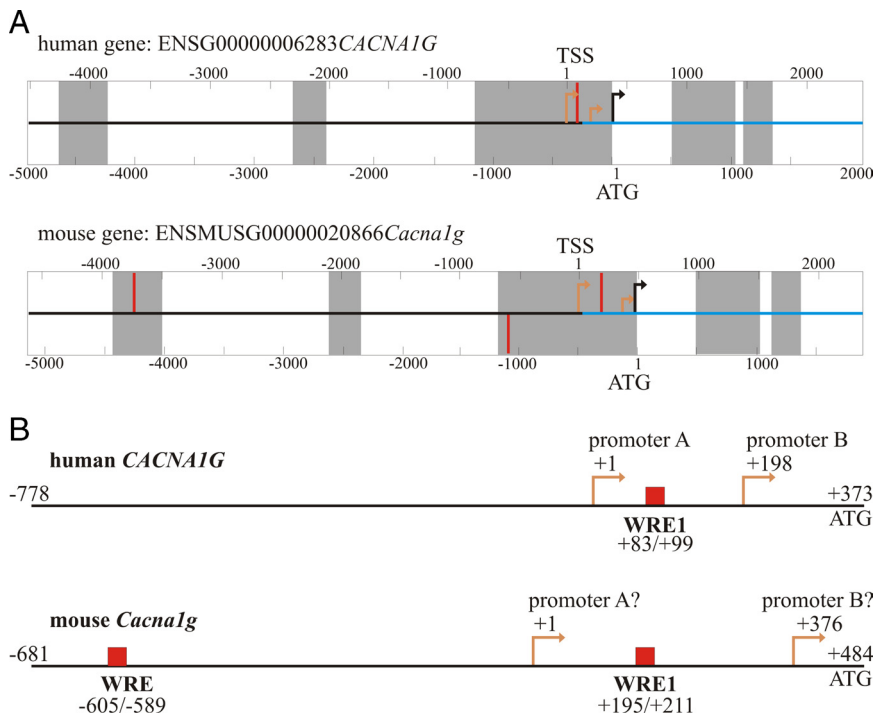 A
human gene: ENSG00000006283CACNA1G
TSS
-4000 -3000 -2000 -1000 1 1000 2000
-5000 -4000 -3000 -2000 -1000 1 1000 2000
ATG
mouse gene: ENSMUSG00000020866Cacna1g
TSS
-4000 -3000 -2000 -1000 1 1000 2000
-5000 -4000 -3000 -2000 -1000 1 1000
ATG
B
human CACNA1G
promoter A promoter B
+1 +198
-778 +373
WRE1 ATG
+83/+99
mouse Cacna1g
promoter A? promoter B?
+1 +376
-681 +484
WRE WRE1 ATG
-605/-589 +195/+211